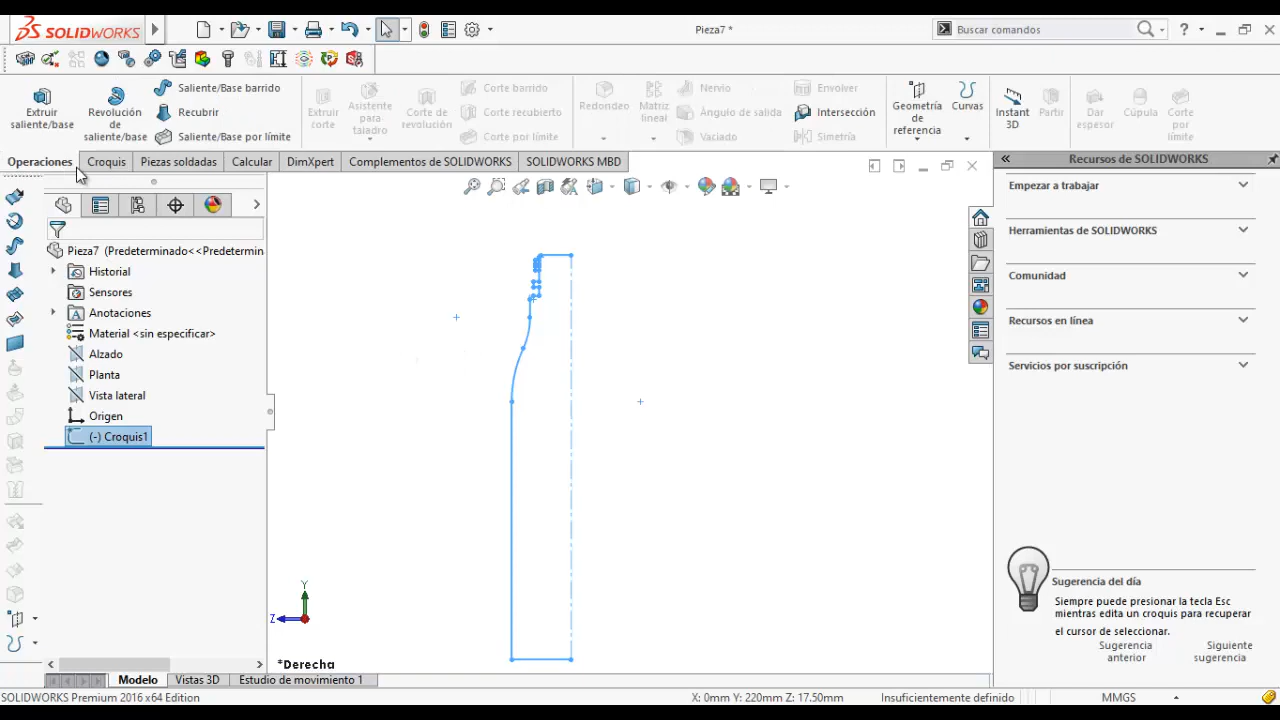 SOLIDWORKS
Pieza7 *
Buscar comandos
Extruir
saliente/base
Revolución
de
saliente/base
Saliente/Base barrido
Recubrir
Saliente/Base por límite
Extruir
corte
Asistente
para
taladro
Corte de
revolución
Corte barrido
Corte recubierto
Corte por límite
Redondeo
Matriz
lineal
Nervio
Ángulo de salida
Vaciado
Envolver
Intersección
Simetría
Geometría
de
referencia
Curvas
Instant
3D
Partir
Dar
espesor
Cúpula
Corte
por
límite
Operaciones
Croquis
Piezas soldadas
Calcular
DimXpert
Complementos de SOLIDWORKS
SOLIDWORKS MBD
Recursos de SOLIDWORKS
Empezar a trabajar
Herramientas de SOLIDWORKS
Comunidad
Recursos en línea
Servicios por suscripción
Pieza7 (Predeterminado<<Predetermin
Historial
Sensores
Anotaciones
Material <sin especificar>
Alzado
Planta
Vista lateral
Origen
(-) Croquis1
Y
Z
*Derecha
Sugerencia del día
Siempre puede presionar la tecla Esc
mientras edita un croquis para recuperar
el cursor de seleccionar.
Sugerencia
anterior
Siguiente
sugerencia
Modelo
Vistas 3D
Estudio de movimiento 1
SOLIDWORKS Premium 2016 x64 Edition
X: 0mm Y: 220mm Z: 17.50mm
Insuficientemente definido
MMGS